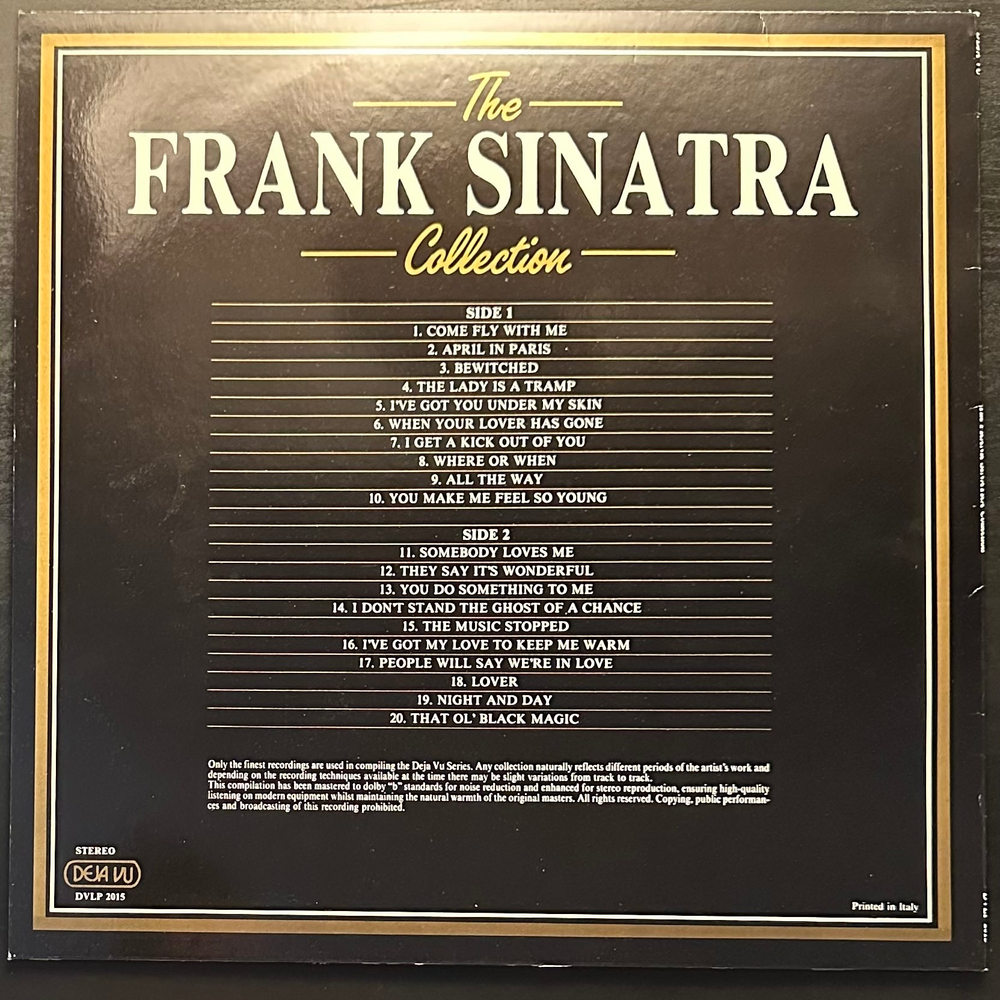 The
FRANK SINATRA
Collection
SIDE 1
1. COME FLY WITH ME
2. APRIL IN PARIS
3. BEWITCHED
4. THE LADY IS A TRAMP
5. I'VE GOT YOU UNDER MY SKIN
6. WHEN YOUR LOVER HAS GONE
7. I GET A KICK OUT OF YOU
8. WHERE OR WHEN
9. ALL THE WAY
10. YOU MAKE ME FEEL SO YOUNG
SIDE 2
11. SOMEBODY LOVES ME
12. THEY SAY IT'S WONDERFUL
13. YOU DO SOMETHING TO ME
14. I DON'T STAND THE GHOST OF A CHANCE
15. THE MUSIC STOPPED
16. I'VE GOT MY LOVE TO KEEP ME WARM
17. PEOPLE WILL SAY WE'RE IN LOVE
18. LOVER
19. NIGHT AND DAY
20. THAT OL' BLACK MAGIC
Only the finest recordings are used in compiling the Deja Vu Series. Any collection naturally reflects different periods of the artist's work and
depending on the recording techniques available at the time there may be slight variations from track to track.
This compilation has been mastered to dolby "b" standards for noise reduction and enhanced for stereo reproduction, ensuring high-quality
listening on modern equipment whilst maintaining the natural warmth of the original masters. All rights reserved. Copying, public performan-
ces and broadcasting of this recording prohibited.
STEREO
DEJA VU
DVLP 2015
Printed in Italy